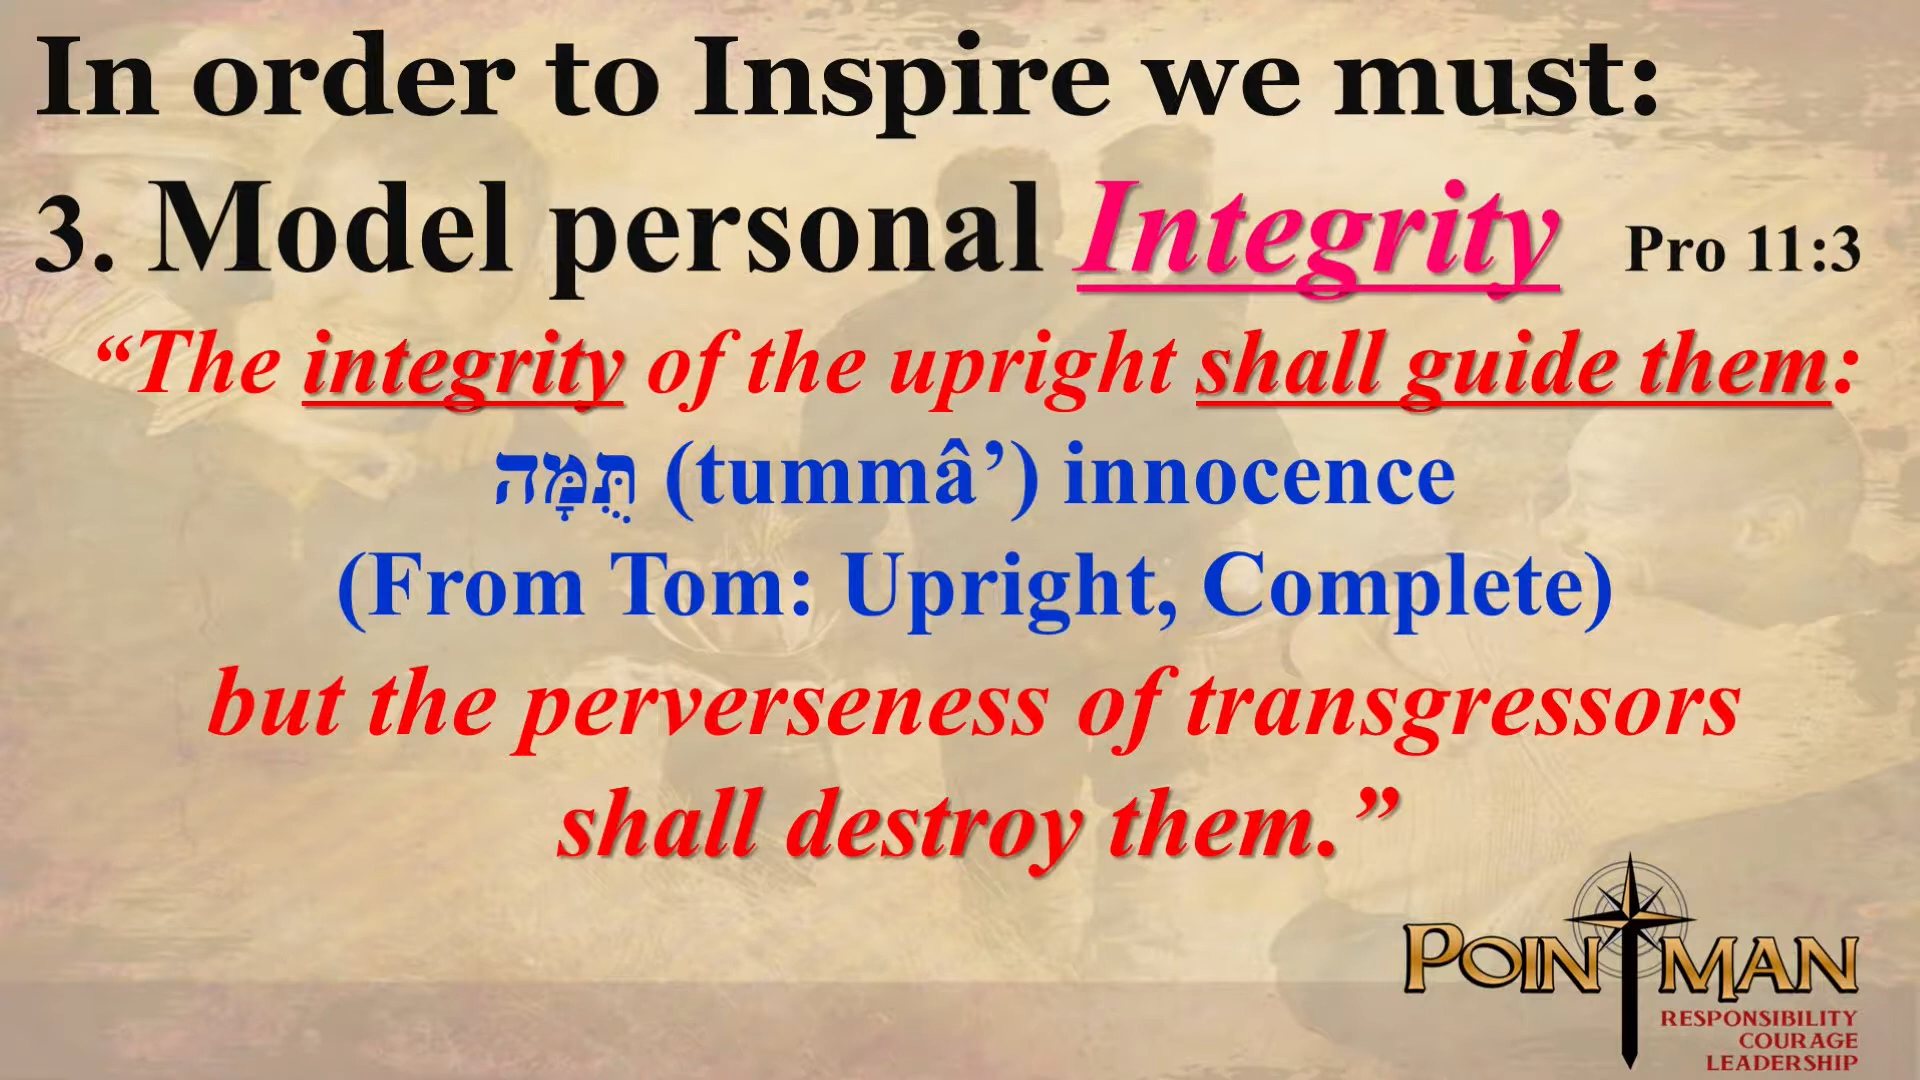 In order to Inspire we must:
3. Model personal Integrity Pro 11:3
“The integrity of the upright shall guide them:
תֻּמָּה (tummâ’) innocence
(From Tom: Upright, Complete)
but the perverseness of transgressors
shall destroy them.”
POINTMAN
RESPONSIBILITY
COURAGE
LEADERSHIP